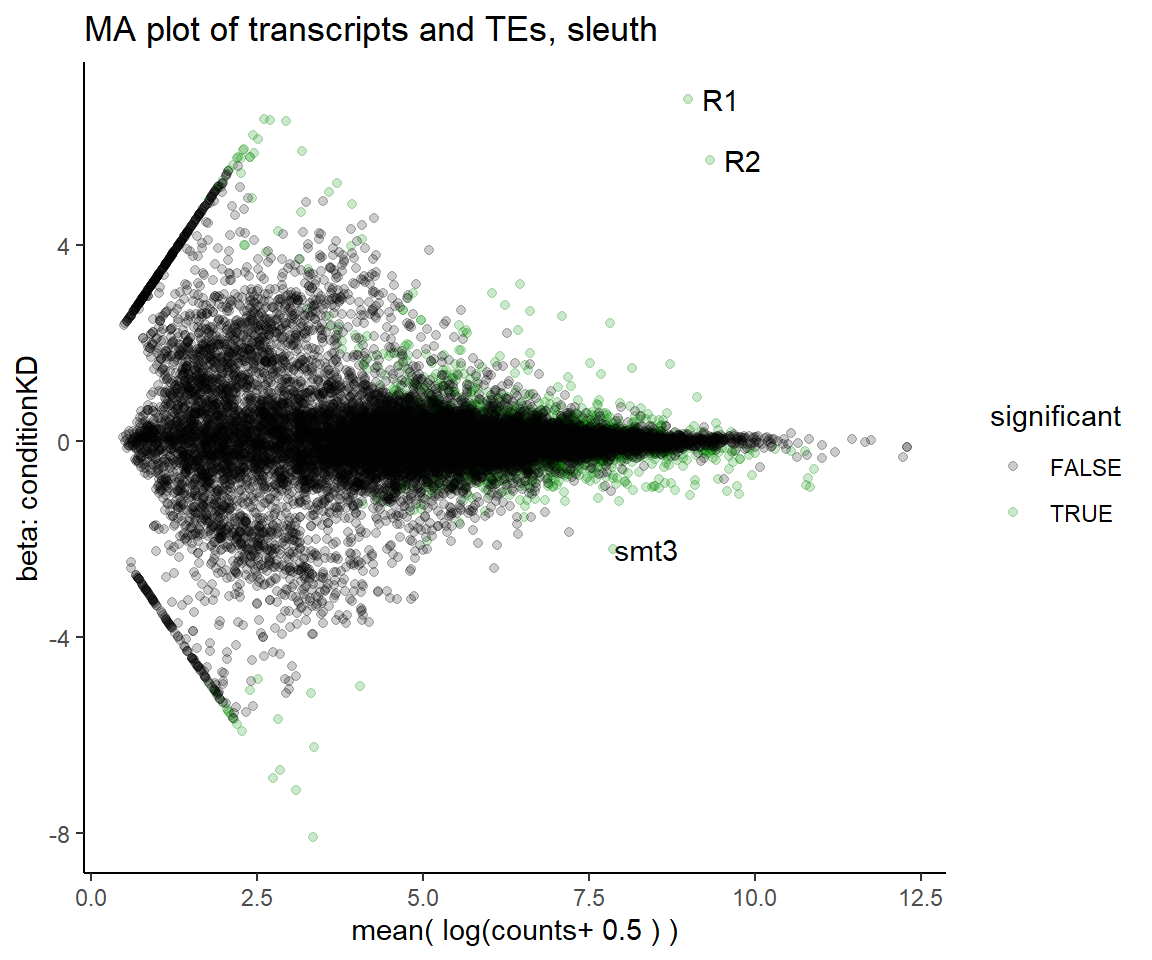 MA plot of transcripts and TEs, sleuth
R1
R2
4
0
-4
-8
beta: conditionKD
smt3
significant
FALSE
TRUE
0.0 2.5 5.0 7.5 10.0 12.5
mean( log(counts+ 0.5 ) )